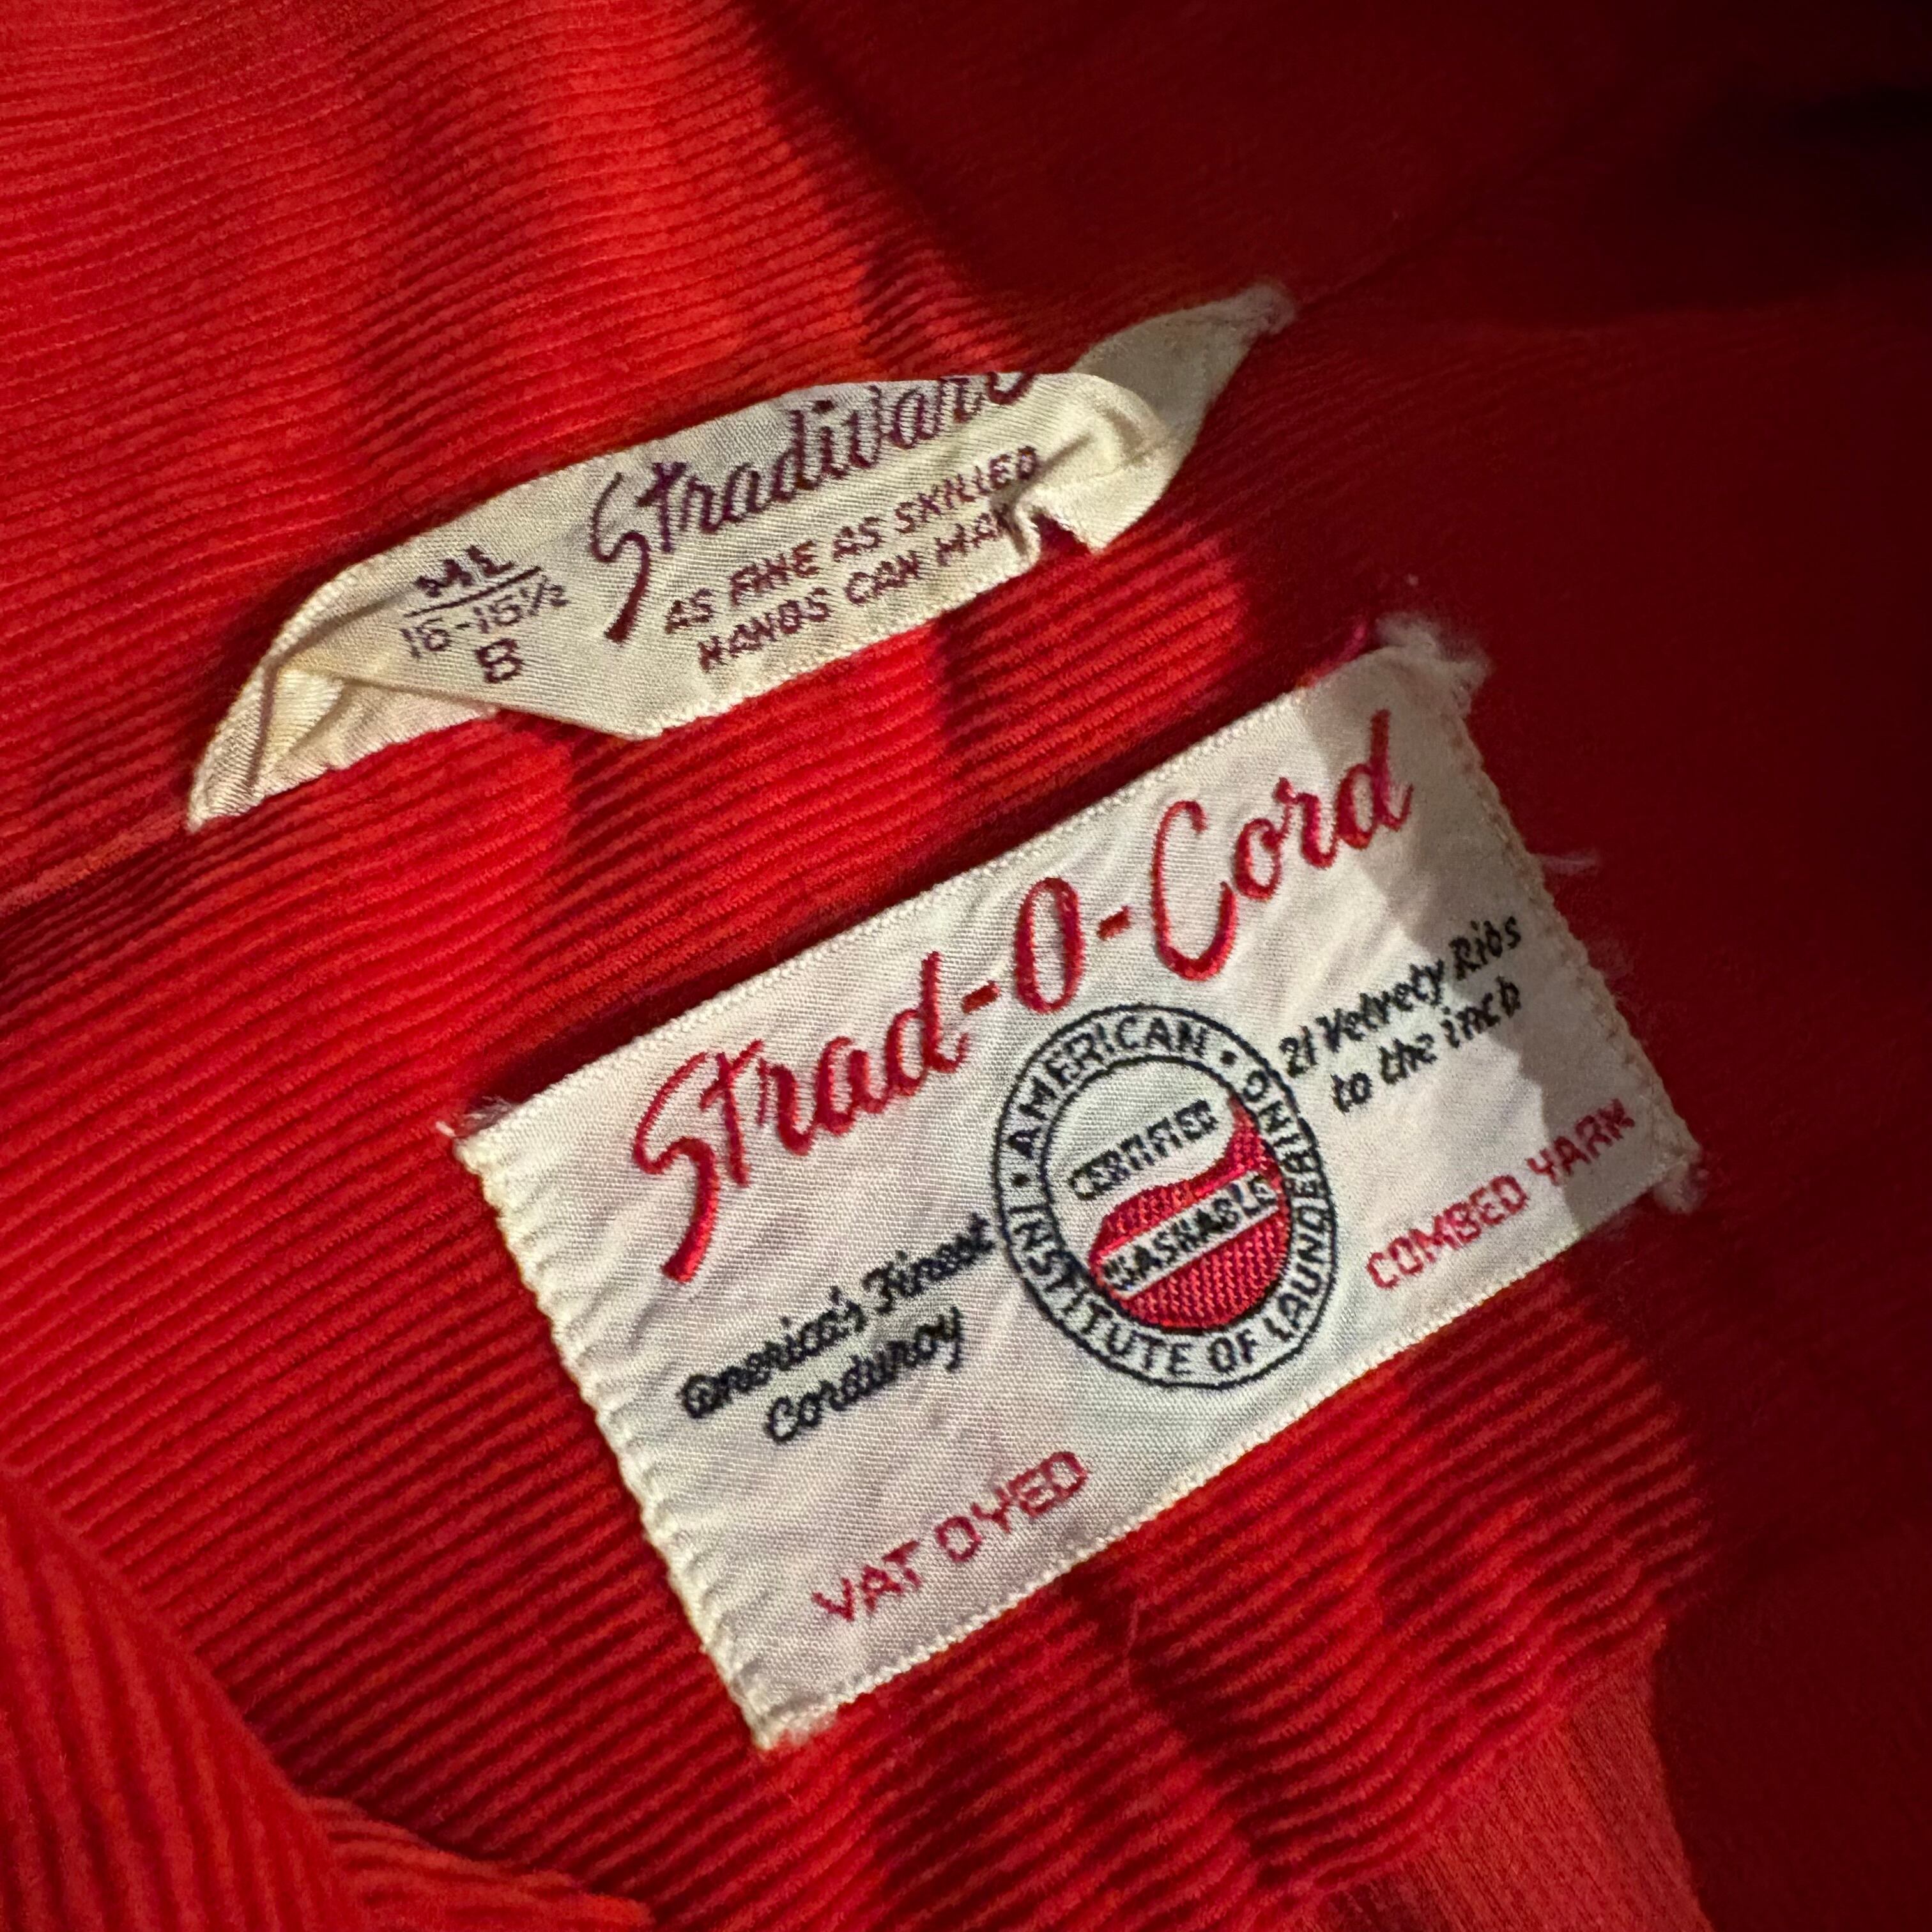 ML
16-16½
B
Stradivari
AS FINE AS SKILLED
HANDS CAN MAK
Strad-O-Cord
America's Finest
Corduroy
• AMERICAN • INSTITUTE OF LAUNDERING
CERTIFIED
WASHABLE
21 Velvety Ribs
to the inch
VAT DYED
COMBED YARN